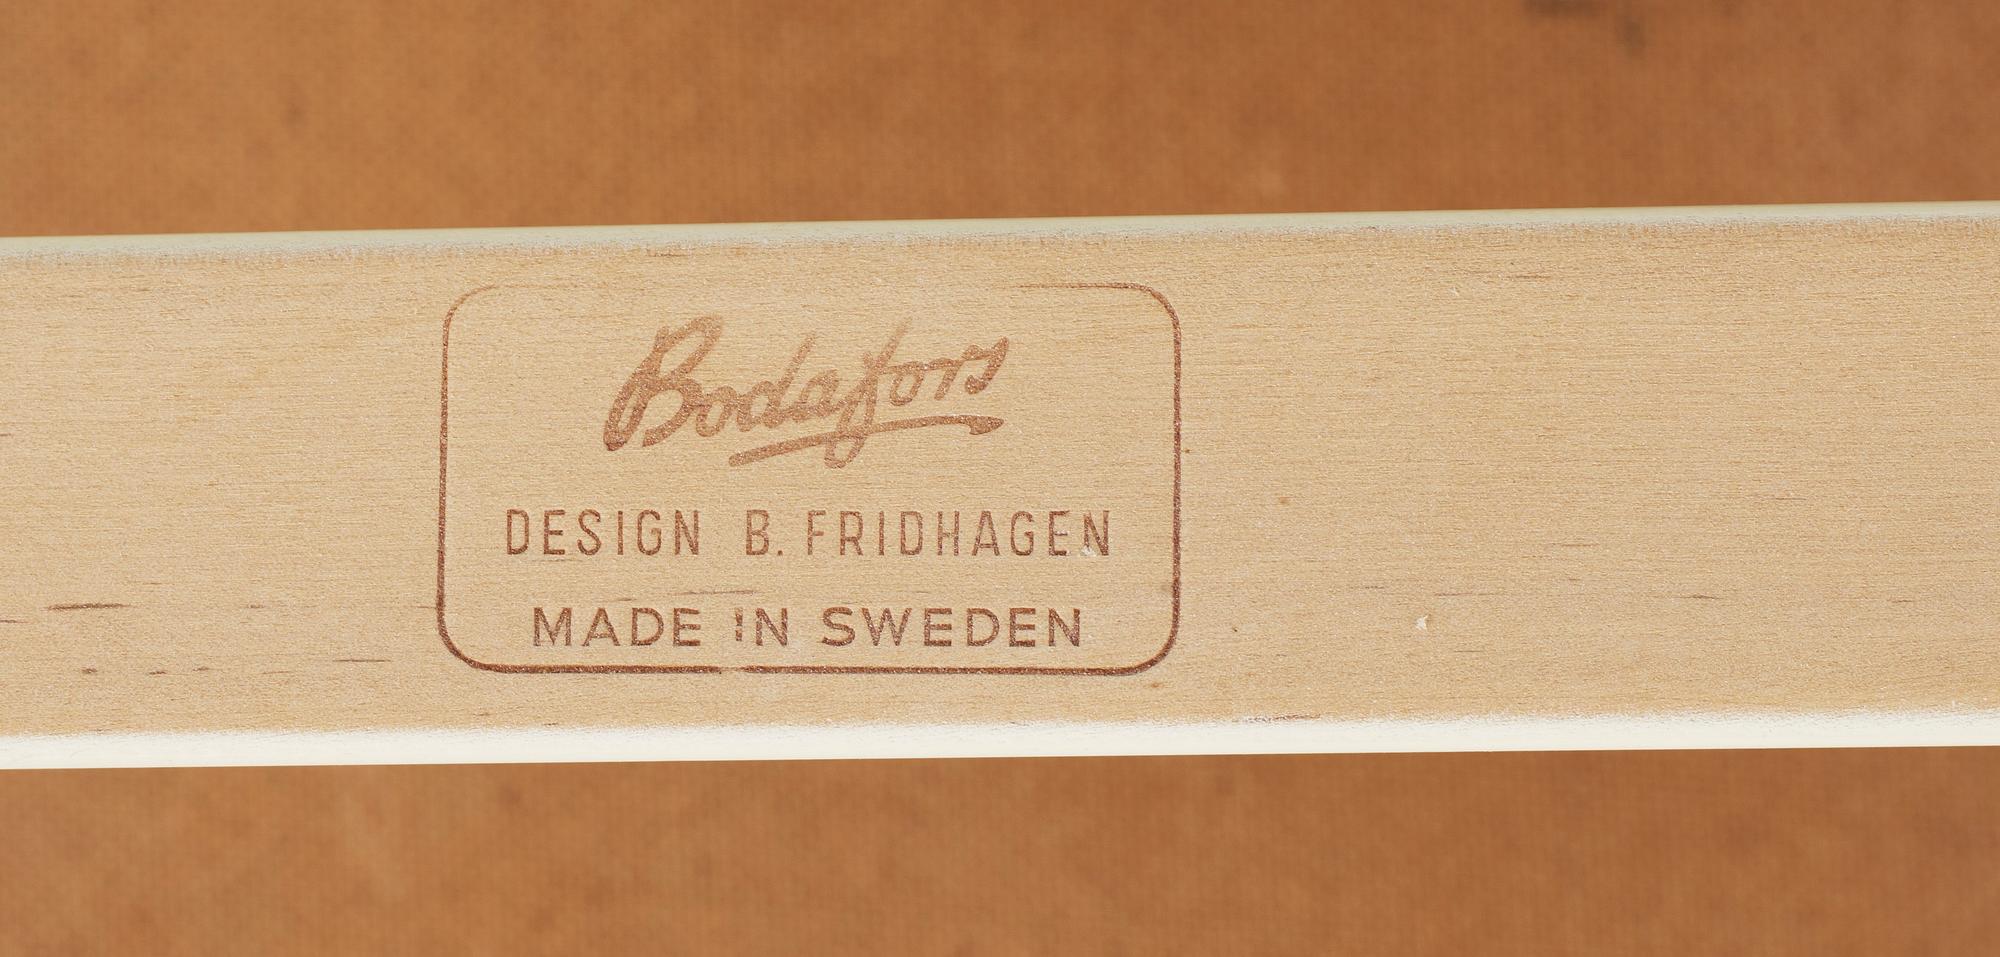 Bodafors
DESIGN B. FRIDHAGEN
MADE IN SWEDEN